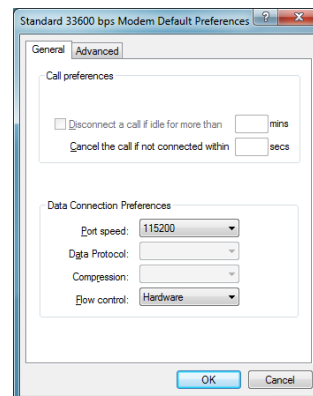 Standard 33600 bps Modem Default Preferences
General Advanced
Call preferences
Disconnect a call if idle for more than mins
Cancel the call if not connected within secs
Data Connection Preferences
Port speed: 115200
Data Protocol:
Compression:
Flow control: Hardware
OK Cancel